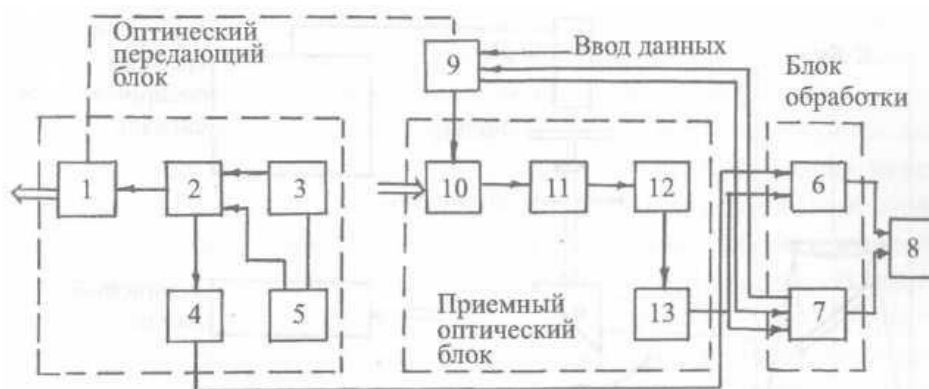 Оптический
передающий
блок
9
Ввод данных
Блок
обработки
1
2
3
10
11
12
6
8
4
5
Приемный
оптический
блок
13
7